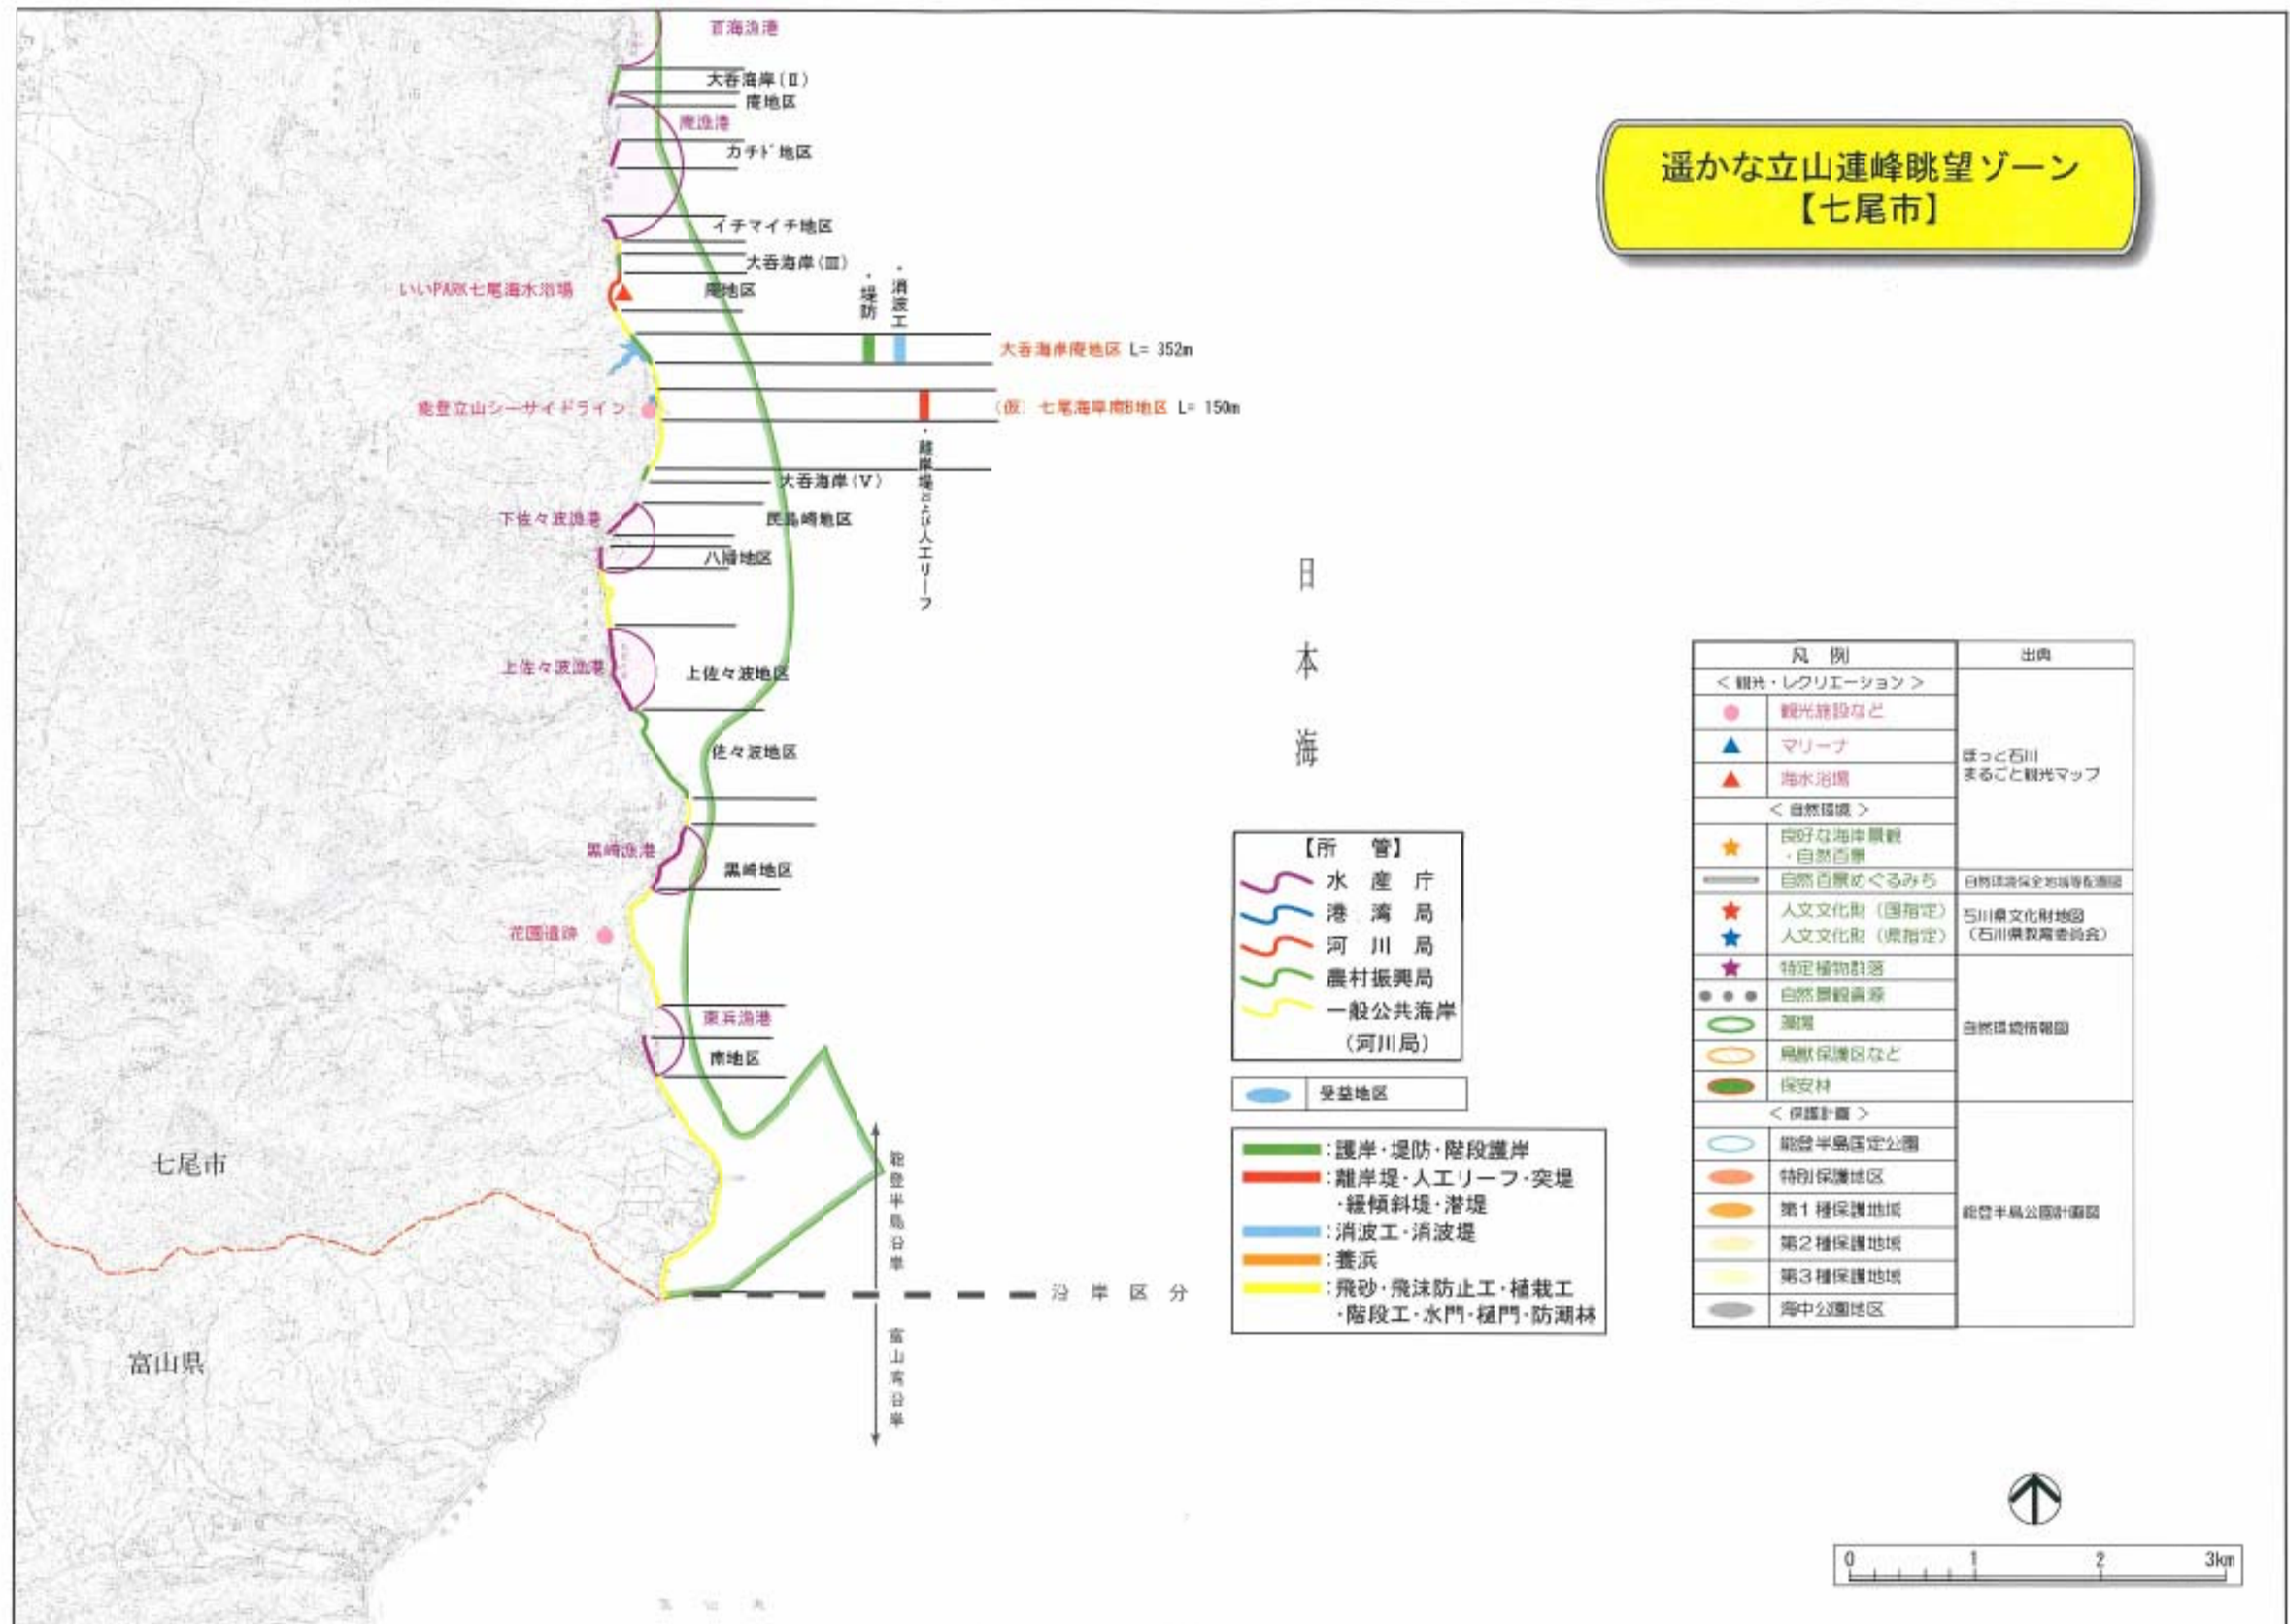 遥かな立山連峰眺望ゾーン
【七尾市】
百海漁港
大呑海岸(Ⅱ)
庵地区
庵漁港
カチド地区
イチマイチ地区
大呑海岸(Ⅲ)
いいPARK七尾海水浴場
庵地区
・堤防
・消波工
大呑海岸庵地区 L= 352m
能登立山シーサイドライン
(仮) 七尾海岸南B地区 L= 150m
・離岸堤および人工リーフ
大呑海岸(Ⅴ)
下佐々波漁港
民島崎地区
八幡地区
上佐々波漁港
上佐々波地区
佐々波地区
黒崎漁港
黒崎地区
花園遺跡
東浜漁港
南地区
日本海
七尾市
富山県
能登半島沿岸
沿岸区分
富山湾沿岸
【所 管】
水産庁
港湾局
河川局
農村振興局
一般公共海岸
(河川局)
受益地区
:護岸・堤防・階段護岸
:離岸堤・人工リーフ・突堤
・緩傾斜堤・潜堤
:消波工・消波堤
:養浜
:飛砂・飛沫防止工・植栽工
・階段工・水門・樋門・防潮林
凡 例 出典
<観光・レクリエーション>
観光施設など
マリーナ
海水浴場
ほっと石川
まるごと観光マップ
<自然環境>
良好な海岸景観
・自然百景
自然百景めぐるみち 自然環境保全地域等配置図
人文文化財(国指定)
人文文化財(県指定)
石川県文化財地図
(石川県教育委員会)
特定植物群落
自然景観資源
藻場
鳥獣保護区など
保安林
自然環境情報図
<保護計画>
能登半島国定公園
特別保護地区
第1種保護地域
第2種保護地域
第3種保護地域
海中公園地区
能登半島公園計画図
0 1 2 3km